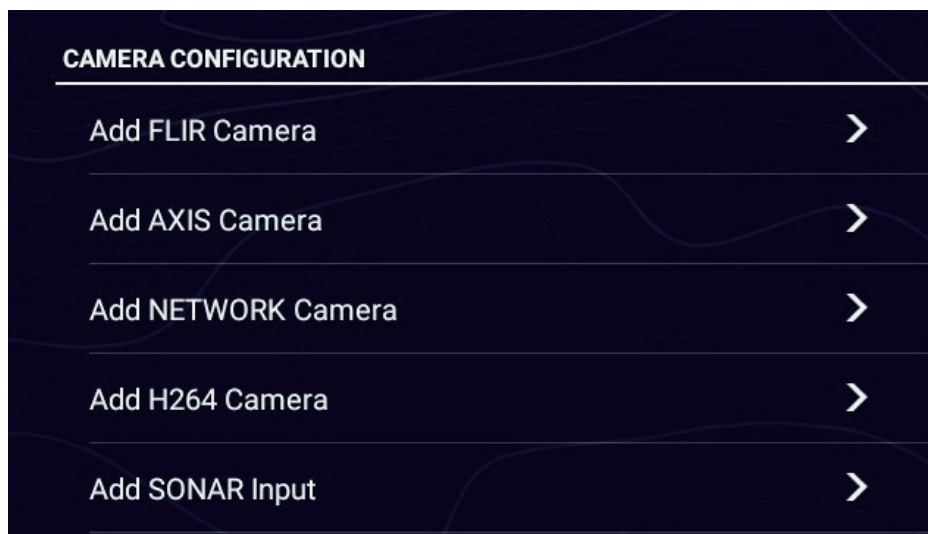 CAMERA CONFIGURATION
Add FLIR Camera
Add AXIS Camera
Add NETWORK Camera
Add H264 Camera
Add SONAR Input